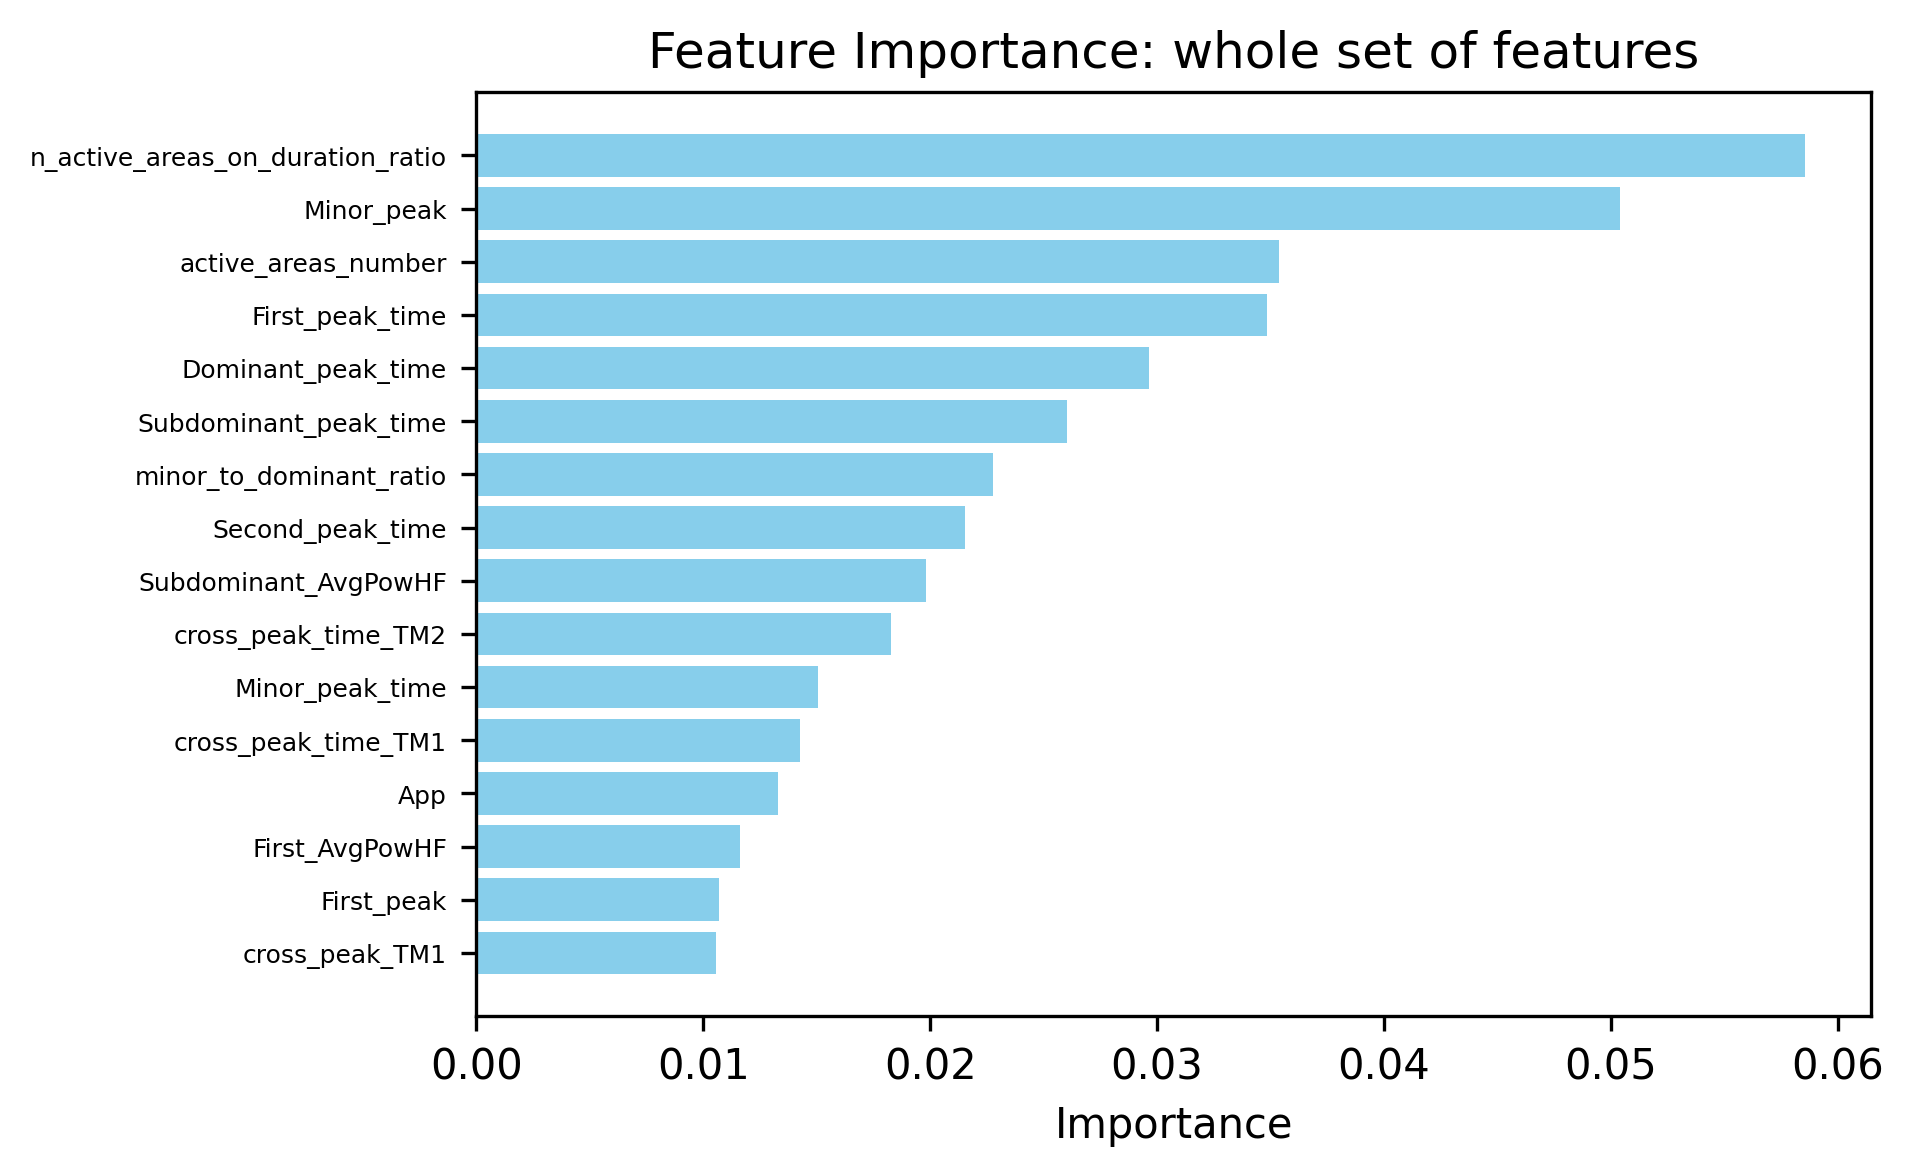 Feature Importance: whole set of features
n_active_areas_on_duration_ratio
Minor_peak
active_areas_number
First_peak_time
Dominant_peak_time
Subdominant_peak_time
minor_to_dominant_ratio
Second_peak_time
Subdominant_AvgPowHF
cross_peak_time_TM2
Minor_peak_time
cross_peak_time_TM1
App
First_AvgPowHF
First_peak
cross_peak_TM1
0.00 0.01 0.02 0.03 0.04 0.05 0.06
Importance